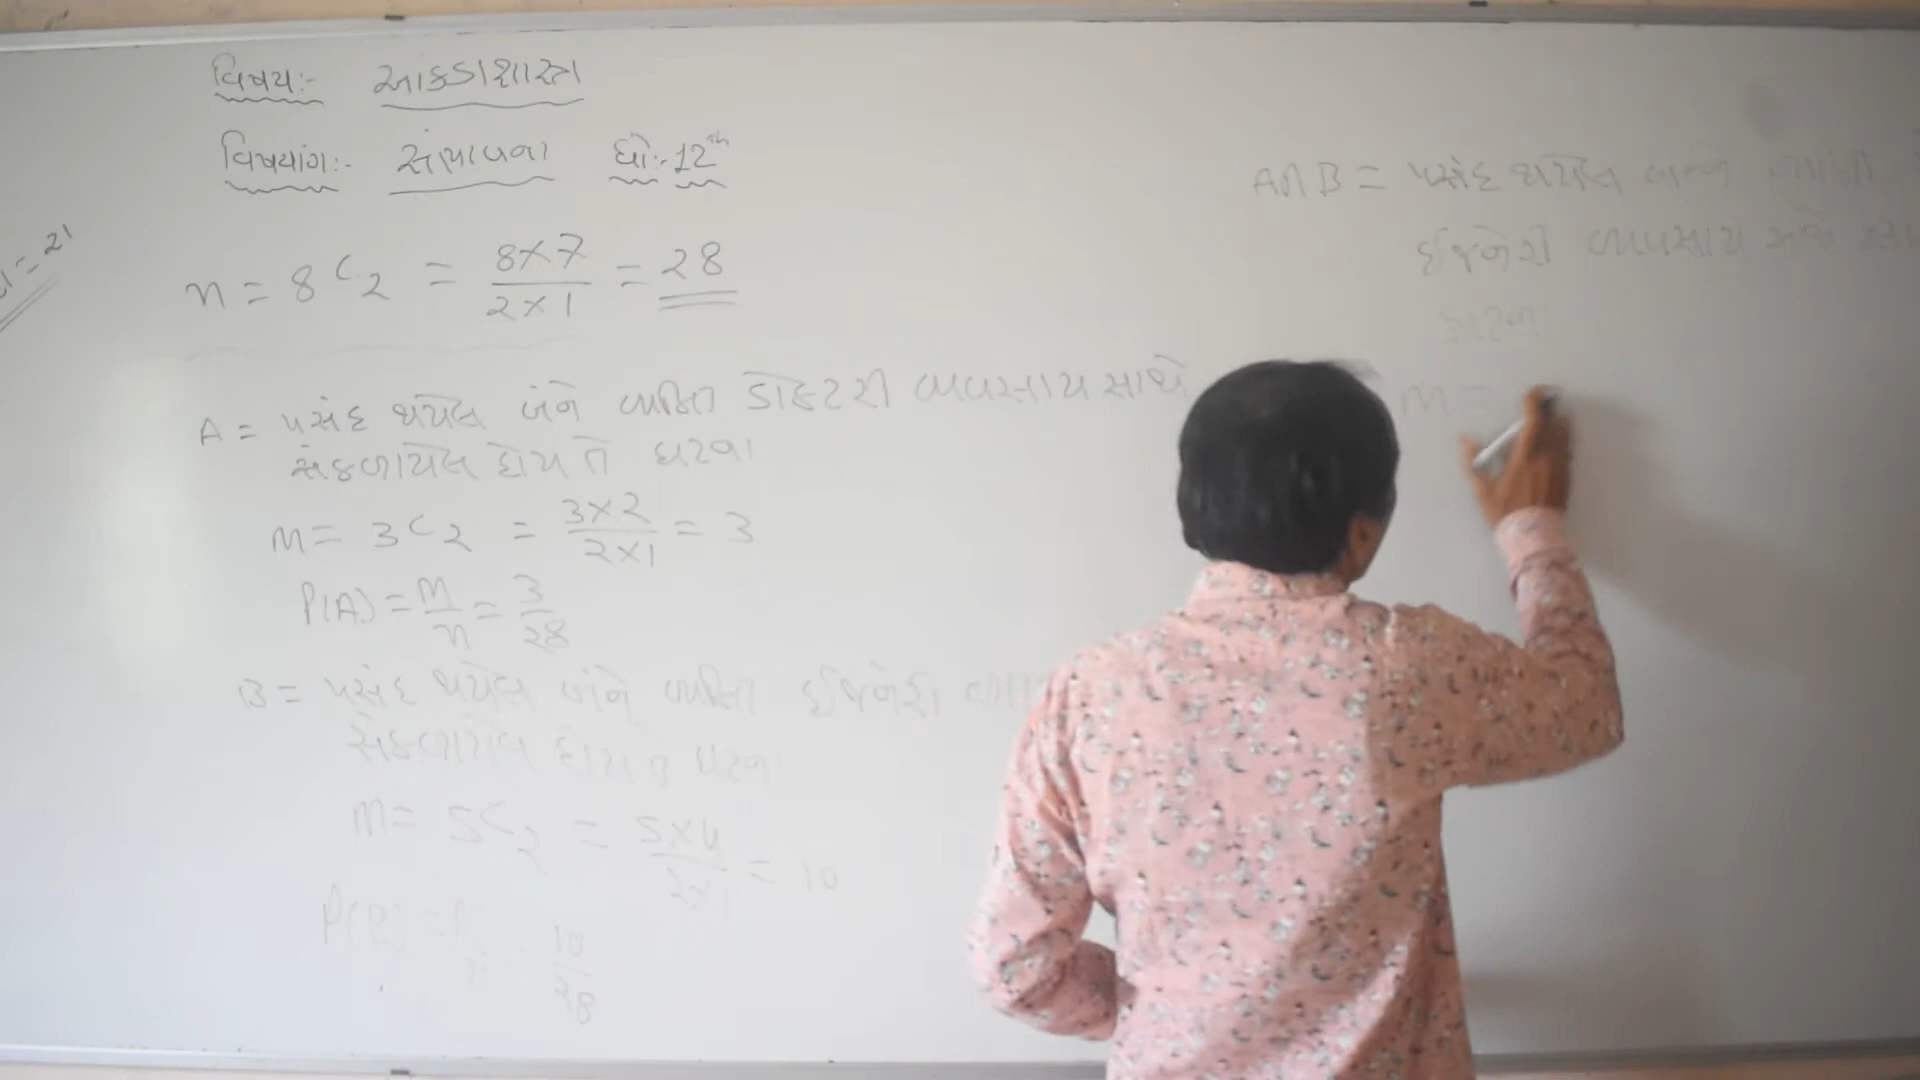 વિષય:- આંકડાશાસ્ત્ર
વિષયાંગ:- સંભાવના ધો:-12th
= 21
n = 8C2 = 8×7 / 2×1 = 28
A = પસંદ થયેલ બંને વ્યક્તિ ડોક્ટરી વ્યવસાય સાથે
સંકળાયેલ હોય તે ઘટના
m = 3C2 = 3×2 / 2×1 = 3
P(A) = m/n = 3/28
B = પસંદ થયેલ બંને વ્યક્તિ ઈજનેરી
સંકળાયેલ હોય તે ઘટના
m = 5C2 = 5×4 / 2×1 = 10
P(B) = m/n 10/28
A∩B = પસંદ થયેલ બન્ને વ્યક્તિ
ઈજનેરી વ્યવસાય સાથે
ઘટના
m =